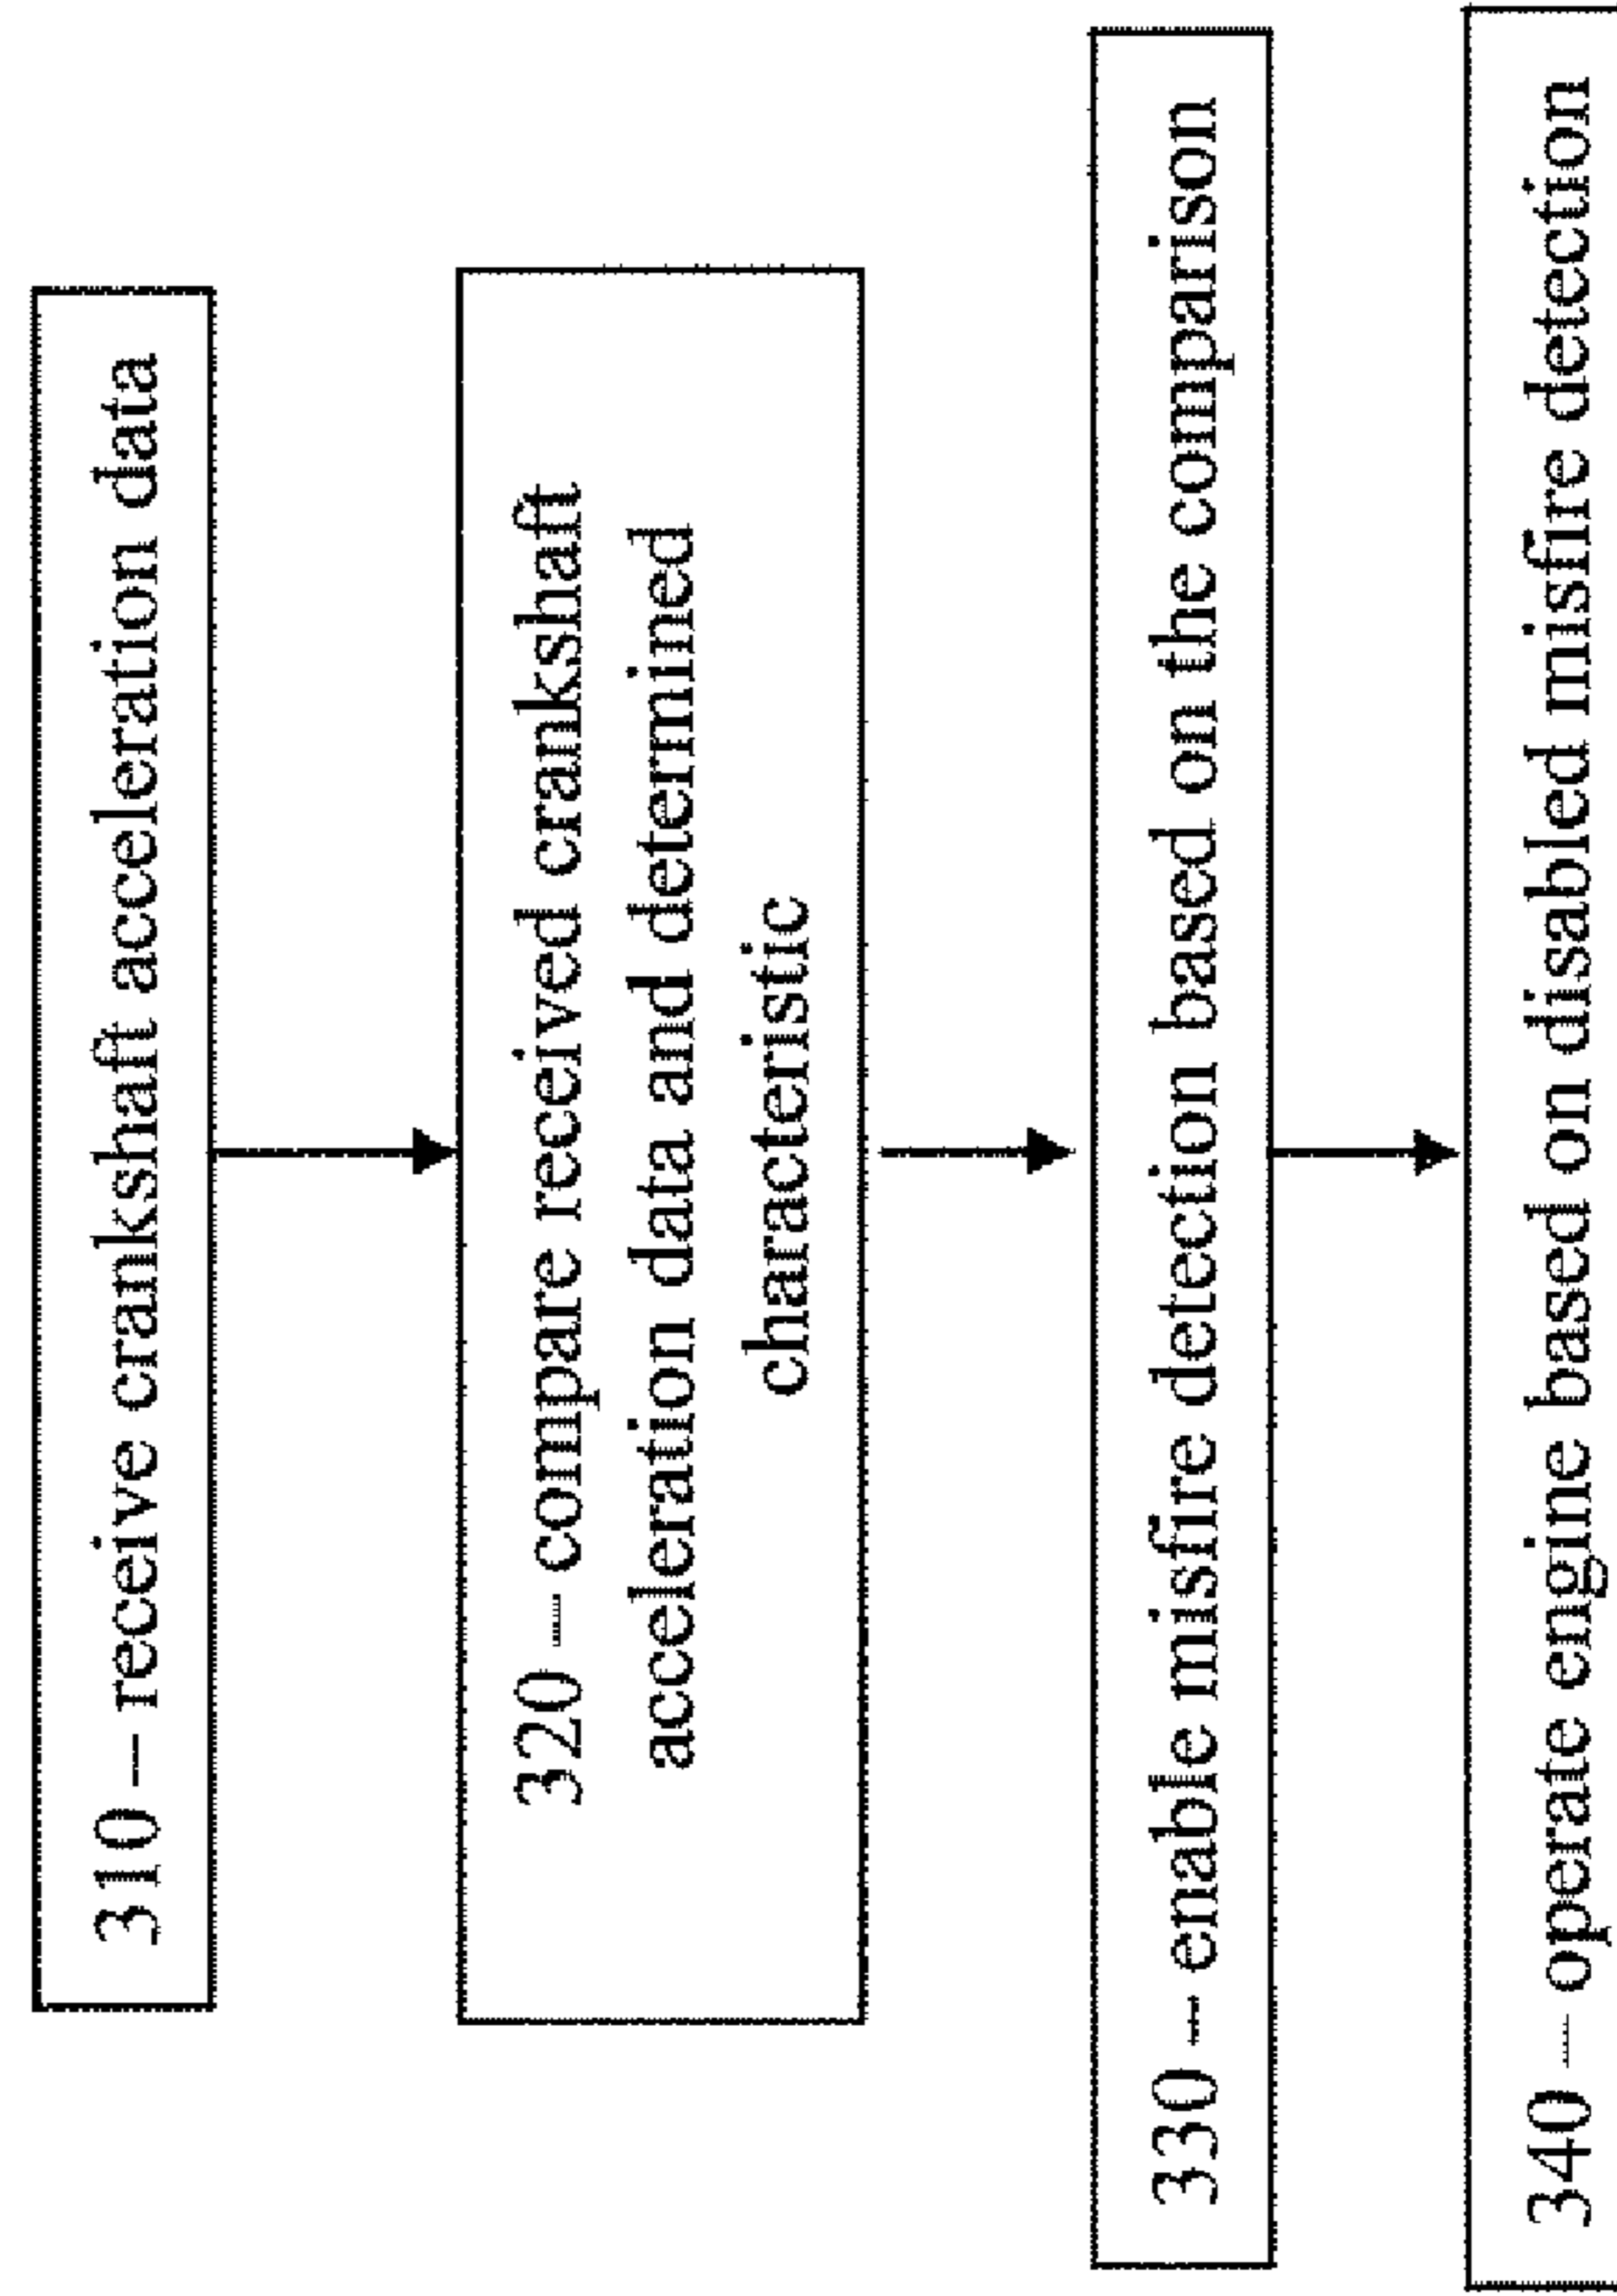 310 – receive crankshaft acceleration data
320 – compare received crankshaft
acceleration data and determined
characteristic
330 – enable misfire detection based on the comparison
340 – operate engine based on disabled misfire detection